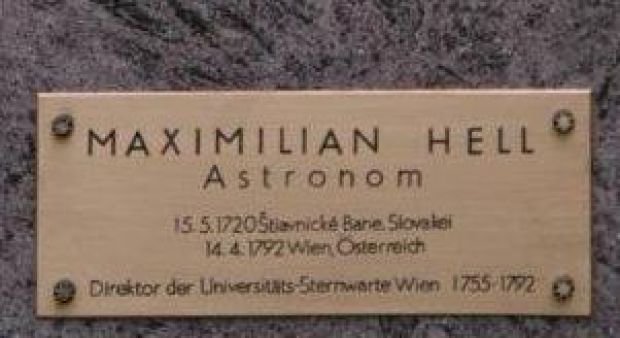 MAXIMILIAN HELL
Astronom
15.5.1720 Štiavnické Bane, Slovakei
14.4.1792 Wien, Österreich
Direktor der Universitäts-Sternwarte Wien 1755-1792